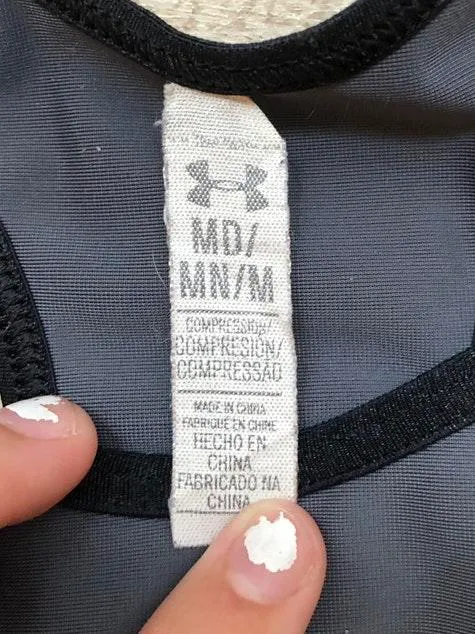 MD/
MN/M
COMPRESSION/
COMPRESIÓN/
COMPRESSÃO
MADE IN CHINA
FABRIQUÉ EN CHINE
HECHO EN
CHINA
FABRICADO NA
CHINA